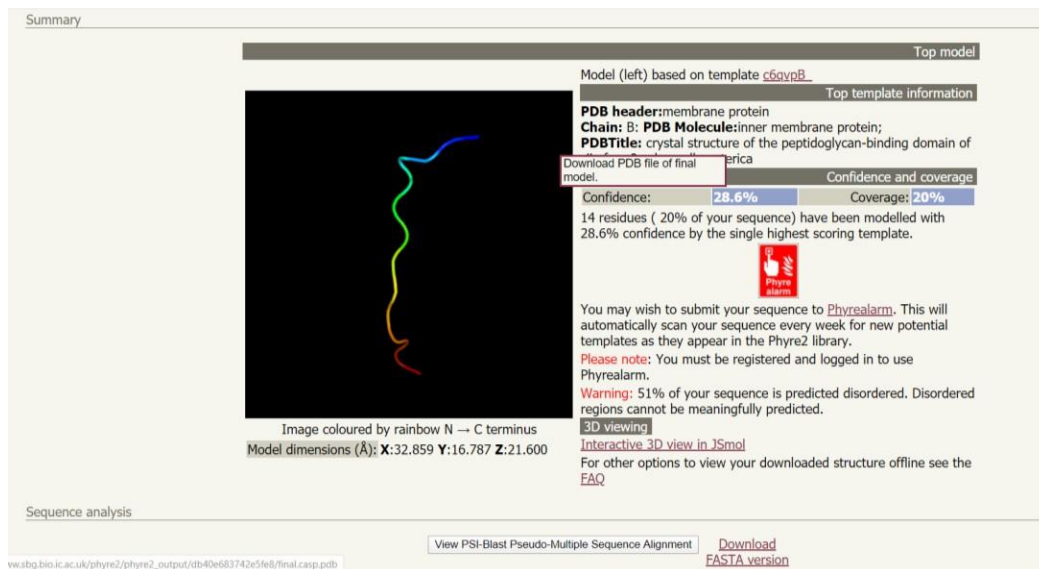 Summary
Top model
Model (left) based on template c6qvpB_
Top template information
PDB header:membrane protein
Chain: B: PDB Molecule:inner membrane protein;
PDBTitle: crystal structure of the peptidoglycan-binding domain of
Download PDB file of final
model.
Confidence and coverage
Confidence: 28.6% Coverage: 20%
14 residues ( 20% of your sequence) have been modelled with
28.6% confidence by the single highest scoring template.
Phyre
alarm
You may wish to submit your sequence to Phyrealarm. This will
automatically scan your sequence every week for new potential
templates as they appear in the Phyre2 library.
Please note: You must be registered and logged in to use
Phyrealarm.
Warning: 51% of your sequence is predicted disordered. Disordered
regions cannot be meaningfully predicted.
3D viewing
Interactive 3D view in JSmol
For other options to view your downloaded structure offline see the
FAQ
Image coloured by rainbow N → C terminus
Model dimensions (Å): X:32.859 Y:16.787 Z:21.600
Sequence analysis
View PSI-Blast Pseudo-Multiple Sequence Alignment
Download
FASTA version
ww.sbg.bio.ic.ac.uk/phyre2/phyre2_output/db40e683742e5fe8/final.casp.pdb